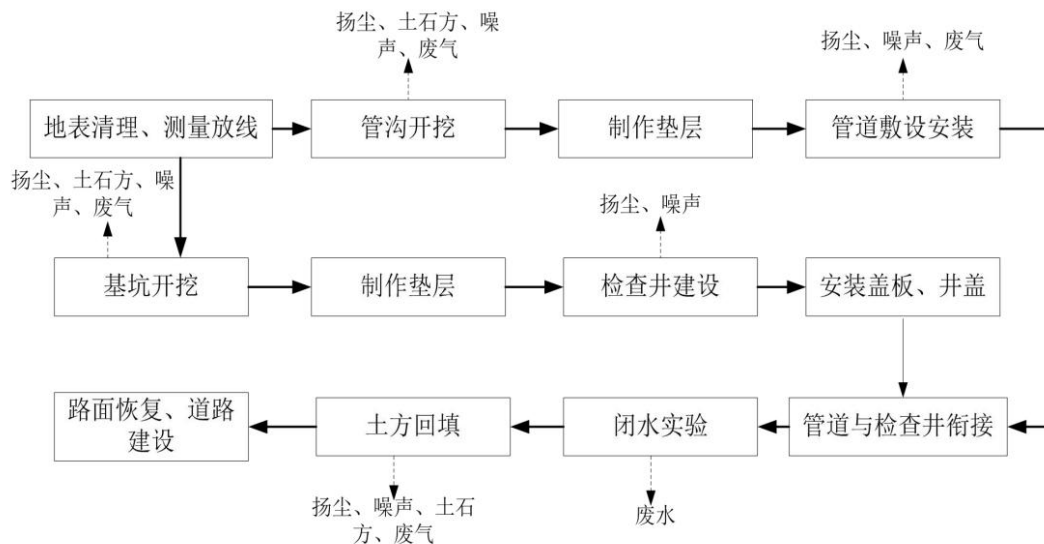 扬尘、土石方、噪
声、废气
扬尘、噪声、废气
地表清理、测量放线
管沟开挖
制作垫层
管道敷设安装
扬尘、土石方、噪
声、废气
扬尘、噪声
基坑开挖
制作垫层
检查井建设
安装盖板、井盖
路面恢复、道路
建设
土方回填
闭水实验
管道与检查井衔接
扬尘、噪声、土石
方、废气
废水